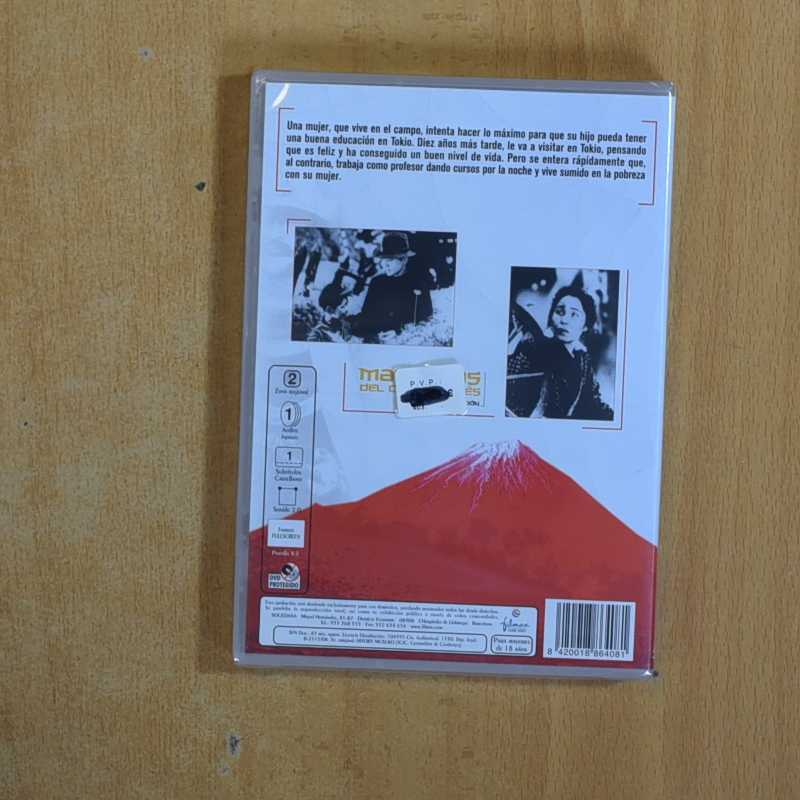 Una mujer, que vive en el campo, intenta hacer lo máximo para que su hijo pueda tener
una buena educación en Tokio. Diez años más tarde, le va a visitar en Tokio, pensando
que es feliz y ha conseguido un buen nivel de vida. Pero se entera rápidamente que,
al contrario, trabaja como profesor dando cursos por la noche y vive sumido en la pobreza
con su mujer.
P.V.P.
DEL
2
Zona regional
1
Audios
Japonés
1
Subtítulos
Castellano
Sonido 2.0
Formato
FULLSCREEN
Pantalla 4:3
DVD
PROTEGIDO
SOGEDASA
filmax
PARA MAYORES
de 18 AÑOS
8 420018 864081